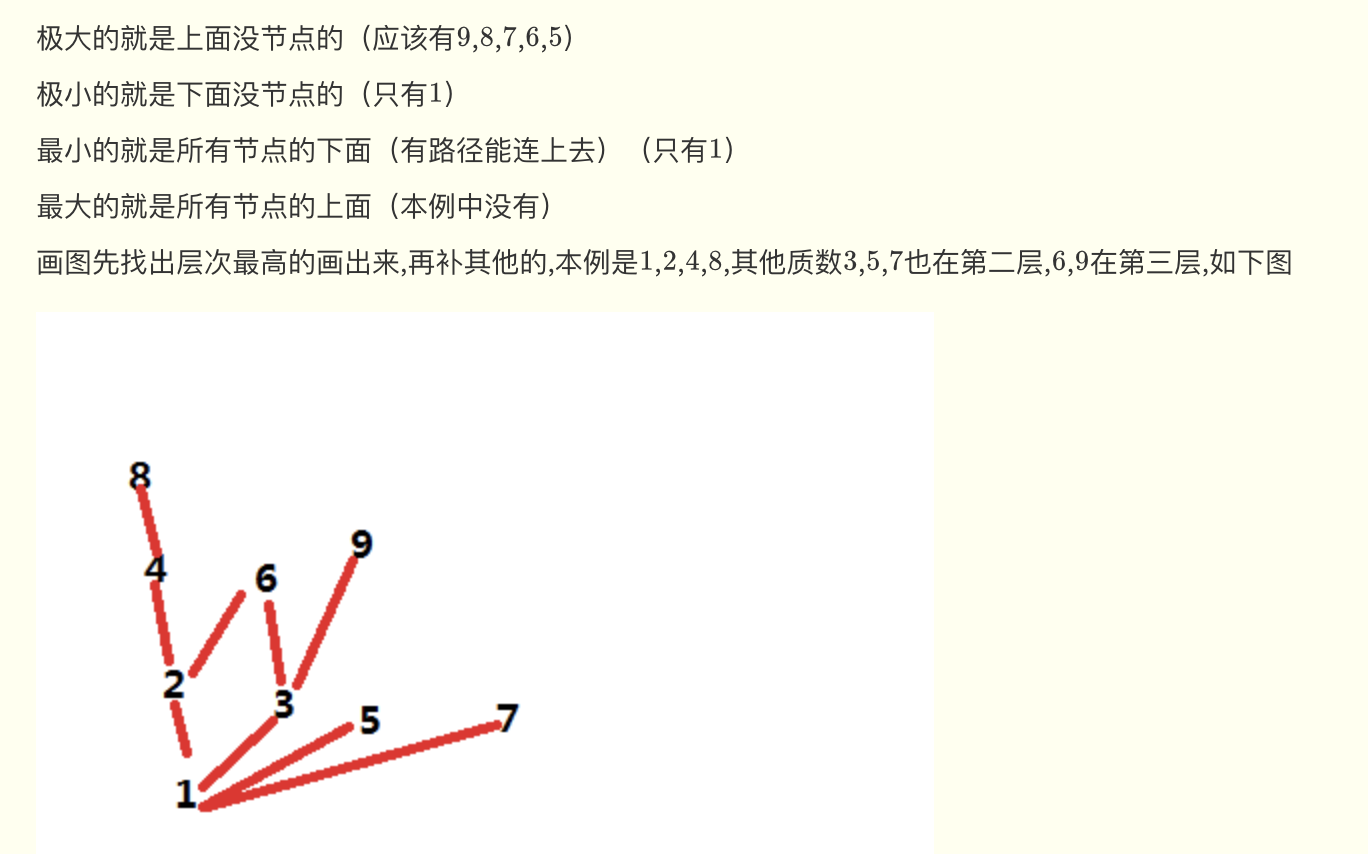 极大的就是上面没节点的（应该有9,8,7,6,5）
极小的就是下面没节点的（只有1）
最小的就是所有节点的下面（有路径能连上去）（只有1）
最大的就是所有节点的上面（本例中没有）
画图先找出层次最高的画出来,再补其他的,本例是1,2,4,8,其他质数3,5,7也在第二层,6,9在第三层,如下图
8
9
4
6
2
3
5
7
1